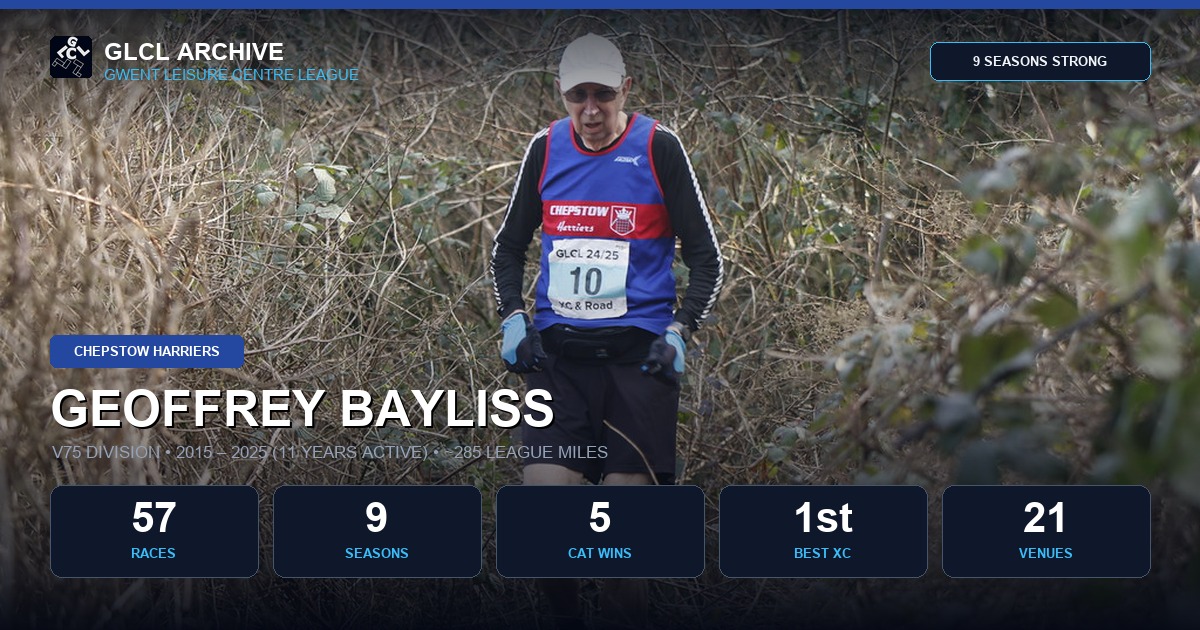 GLCL ARCHIVE
GWENT LEISURE CENTRE LEAGUE
9 SEASONS STRONG
CHEPSTOW
Harriers
GLCL 24/25
10
XC & Road
CHEPSTOW HARRIERS
GEOFFREY BAYLISS
V75 DIVISION • 2015 – 2025 (11 YEARS ACTIVE) • ~285 LEAGUE MILES
57
RACES
9
SEASONS
5
CAT WINS
1st
BEST XC
21
VENUES